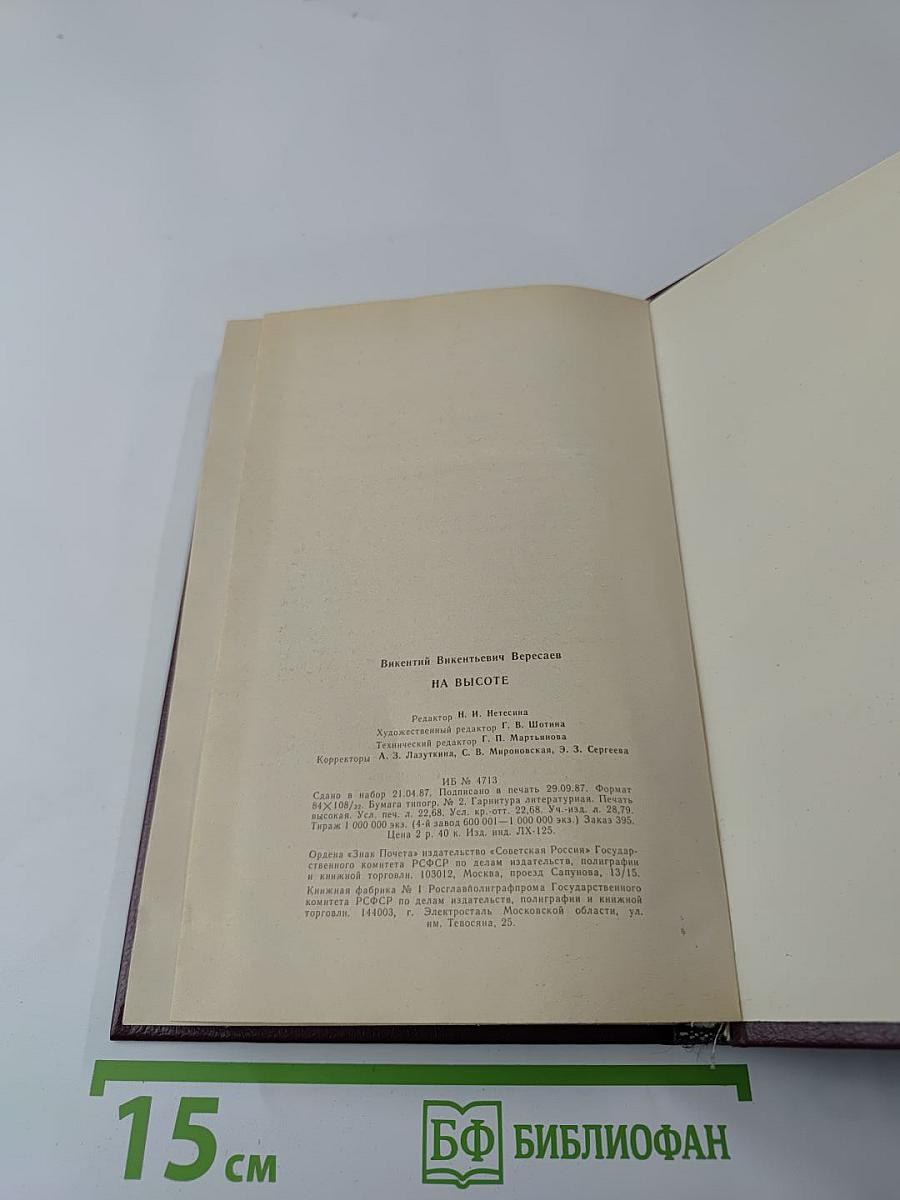 Викентий Викентьевич Вересаев
НА ВЫСОТЕ
Редактор Н. И. Нетесина
Художественный редактор Г. В. Шотина
Технический редактор Г. П. Мартьянова
Корректоры А. З. Лазуткина, С. В. Мироновская, Э. З. Сергеева
ИБ № 4713
Сдано в набор 21.04.87. Подписано в печать 29.09.87. Формат
84×108/32. Бумага типогр. № 2. Гарнитура литературная. Печать
высокая. Усл. печ. л. 22,68. Усл. кр.-отт. 22,68. Уч.-изд. л. 28,79.
Тираж 1 000 000 экз. (4-й завод 600 001—1 000 000 экз.) Заказ 395.
Цена 2 р. 40 к. Изд. инд. ЛХ-125.
Ордена «Знак Почета» издательство «Советская Россия» Государ-
ственного комитета РСФСР по делам издательств, полиграфии
и книжной торговли. 103012, Москва, проезд Сапунова, 13/15.
Книжная фабрика № 1 Росглавполиграфпрома Государственного
комитета РСФСР по делам издательств, полиграфии и книжной
торговли. 144003, г. Электросталь Московской области, ул.
им. Тевосяна, 25.
15 см
БФ БИБЛИОФАН